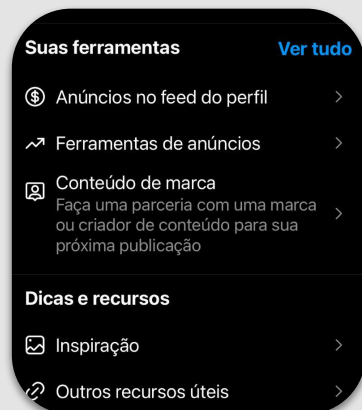 Suas ferramentas
Ver tudo
Anúncios no feed do perfil
Ferramentas de anúncios
Conteúdo de marca
Faça uma parceria com uma marca
ou criador de conteúdo para sua
próxima publicação
Dicas e recursos
Inspiração
Outros recursos úteis